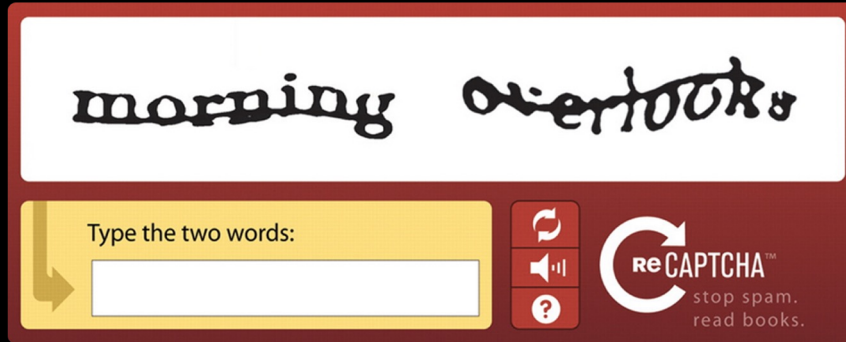 morning overlooks
Type the two words:
?
ReCAPTCHA™
stop spam.
read books.